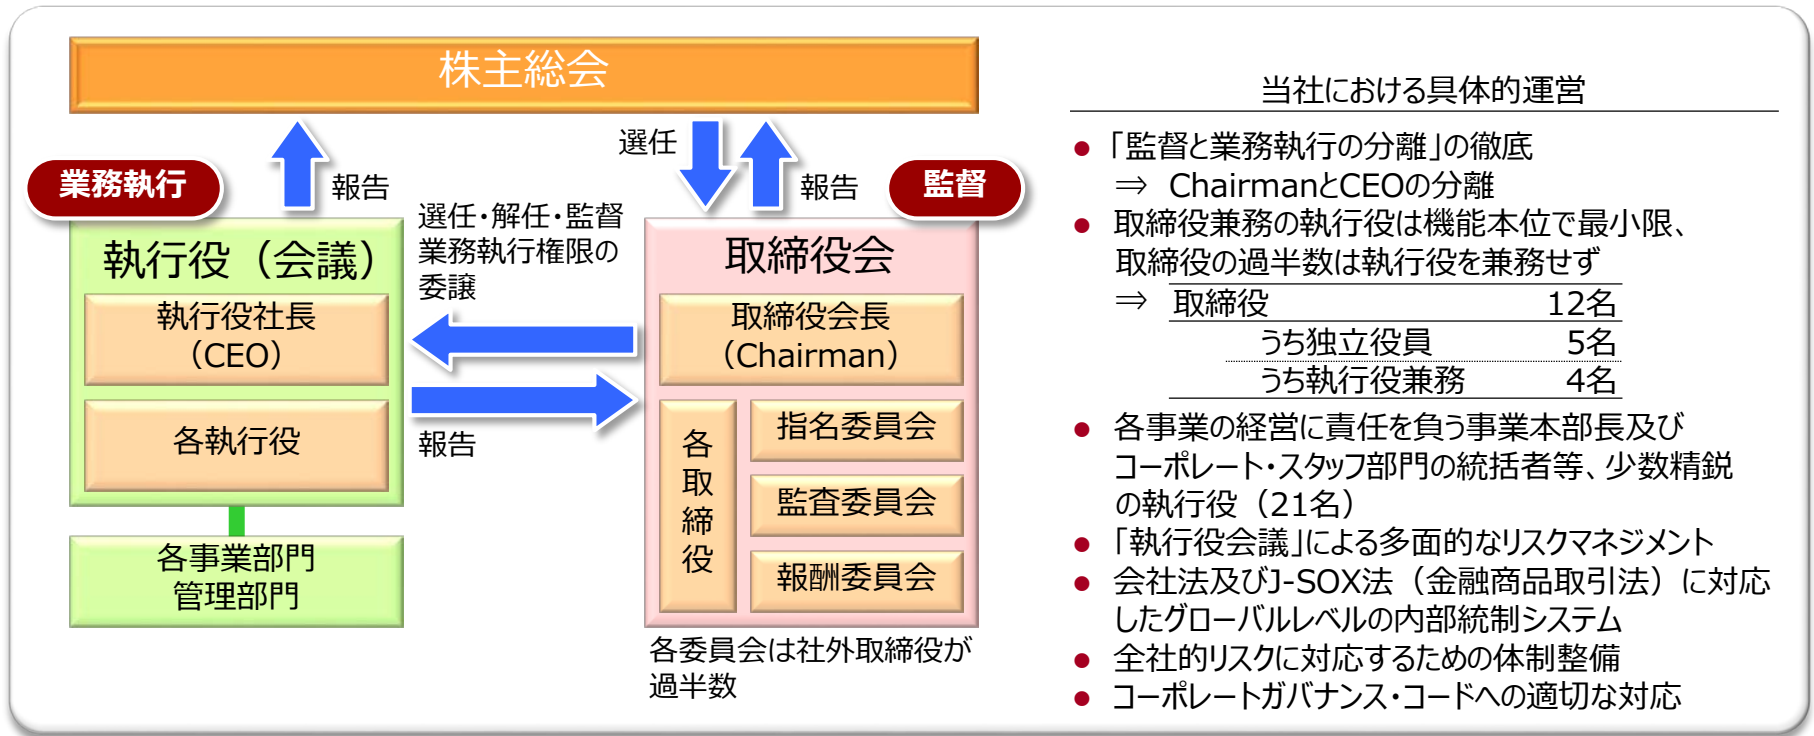 株主総会
選任
報告
報告
業務執行
監督
選任・解任・監督
業務執行権限の
委譲
執行役（会議）
執行役社長
（CEO）
各執行役
報告
各事業部門
管理部門
取締役会
取締役会長
（Chairman）
各取締役
指名委員会
監査委員会
報酬委員会
各委員会は社外取締役が
過半数
当社における具体的運営
● 「監督と業務執行の分離」の徹底
⇒ ChairmanとCEOの分離
● 取締役兼務の執行役は機能本位で最小限、
取締役の過半数は執行役を兼務せず
⇒ 取締役 12名
うち独立役員 5名
うち執行役兼務 4名
● 各事業の経営に責任を負う事業本部長及び
コーポレート・スタッフ部門の統括者等、少数精鋭
の執行役（21名）
● 「執行役会議」による多面的なリスクマネジメント
● 会社法及びJ-SOX法（金融商品取引法）に対応
したグローバルレベルの内部統制システム
● 全社的リスクに対応するための体制整備
● コーポレートガバナンス・コードへの適切な対応